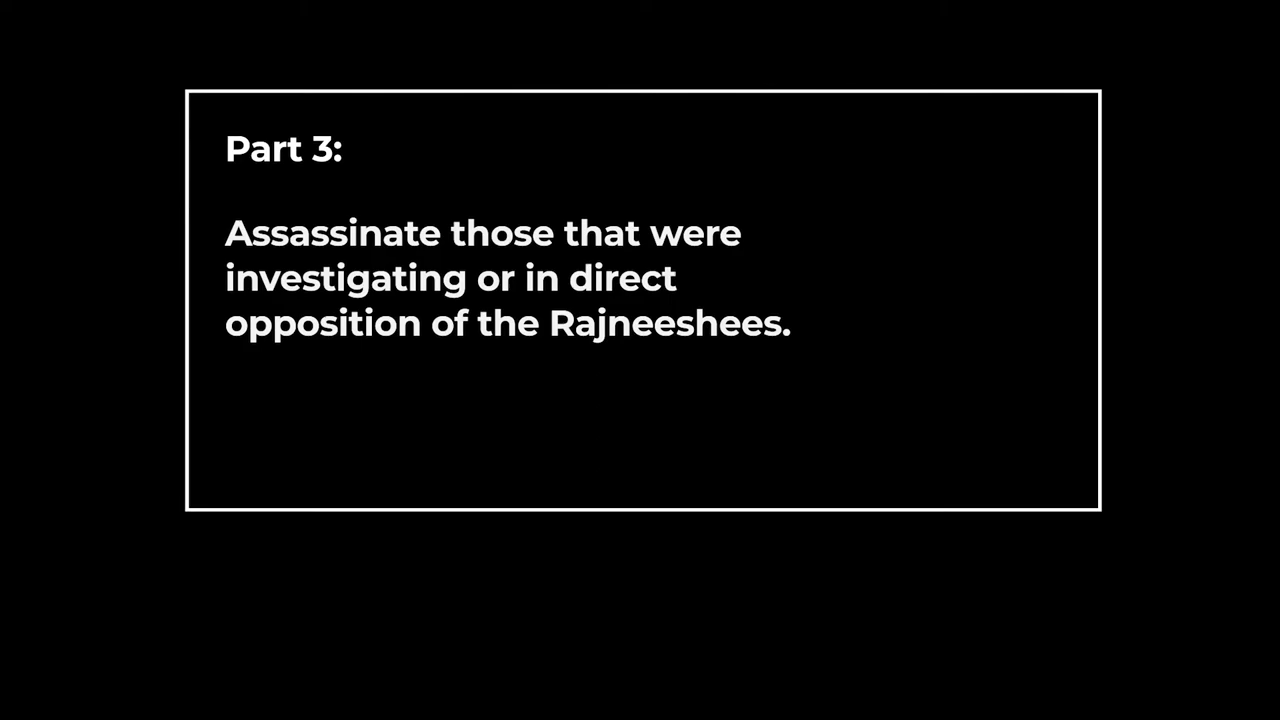 Part 3:
Assassinate those that were
investigating or in direct
opposition of the Rajneeshees.